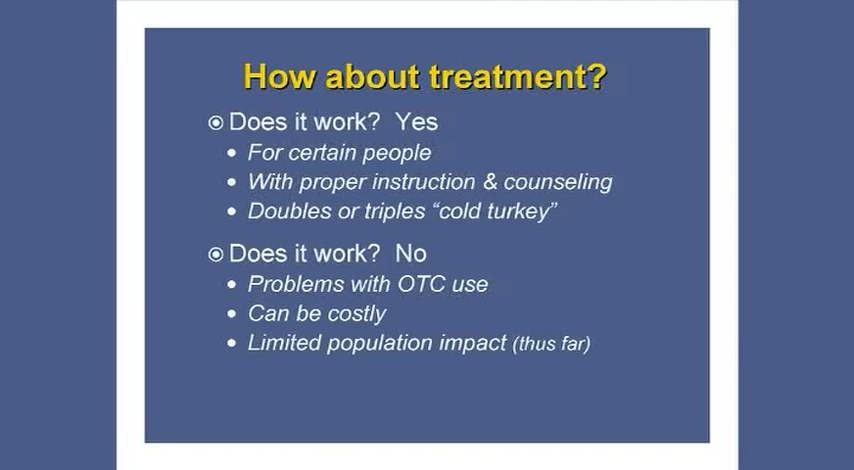 How about treatment?
Does it work? Yes
For certain people
With proper instruction & counseling
Doubles or triples “cold turkey”
Does it work? No
Problems with OTC use
Can be costly
Limited population impact (thus far)